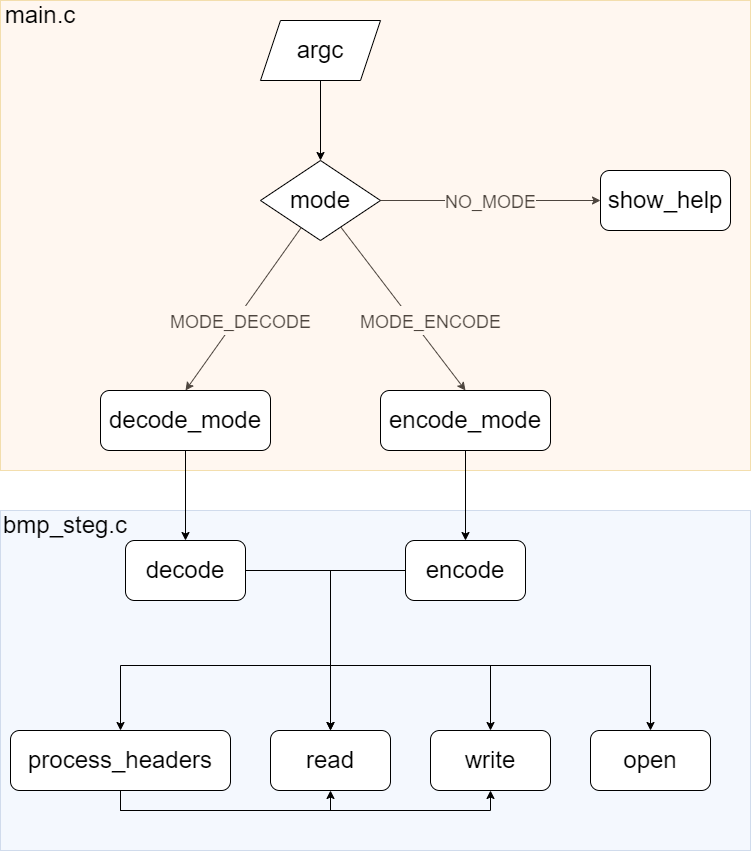 main.c
argc
mode
NO_MODE
show_help
MODE_DECODE
MODE_ENCODE
decode_mode
encode_mode
bmp_steg.c
decode
encode
process_headers
read
write
open